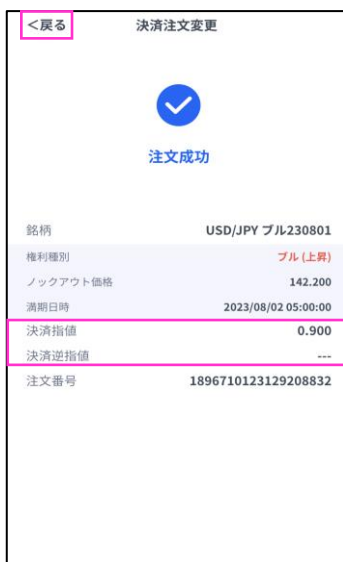 <戻る 決済注文変更
注文成功
銘柄 USD/JPY ブル230801
権利種別 ブル (上昇)
ノックアウト価格 142.200
満期日時 2023/08/02 05:00:00
決済指値 0.900
決済逆指値 ---
注文番号 1896710123129208832